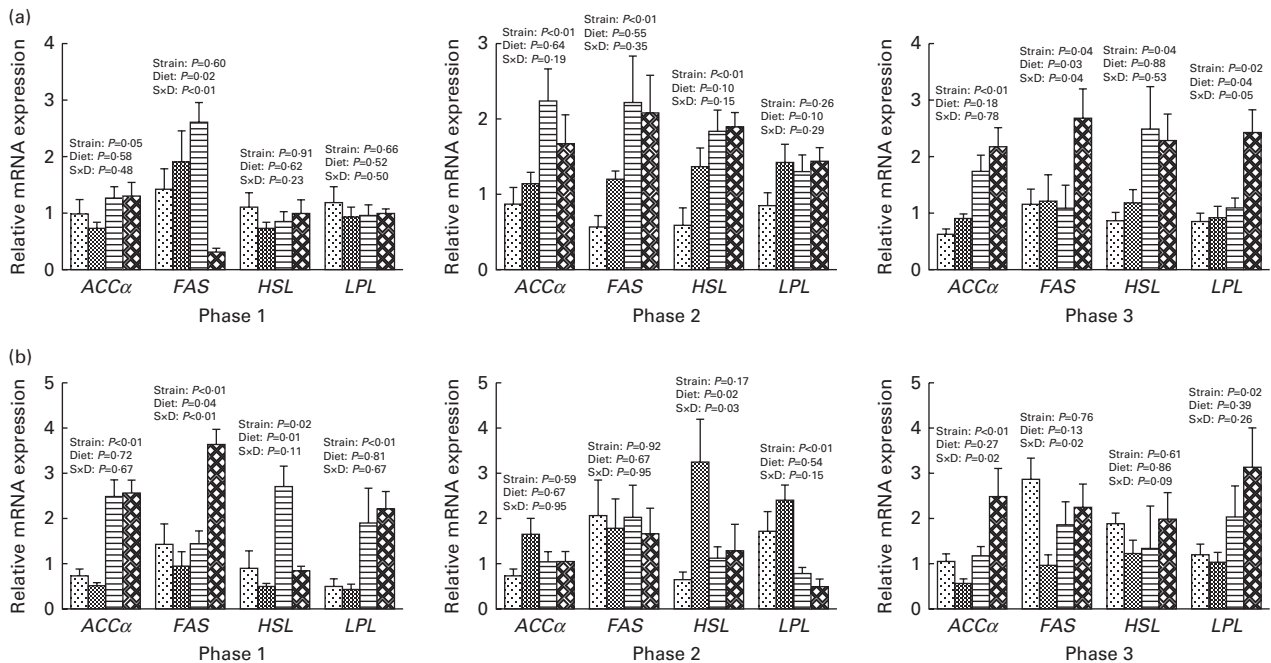 (a)
Relative mRNA expression
4
3
2
1
0
Strain: P=0·05
Diet: P=0·58
S×D: P=0·48
Strain: P=0·60
Diet: P=0·02
S×D: P<0·01
Strain: P=0·91
Diet: P=0·62
S×D: P=0·23
Strain: P=0·66
Diet: P=0·52
S×D: P=0·50
ACCα FAS HSL LPL
Phase 1
Relative mRNA expression
3
2
1
0
Strain: P<0·01
Diet: P=0·64
S×D: P=0·19
Strain: P<0·01
Diet: P=0·55
S×D: P=0·35
Strain: P<0·01
Diet: P=0·10
S×D: P=0·15
Strain: P=0·26
Diet: P=0·10
S×D: P=0·29
ACCα FAS HSL LPL
Phase 2
Relative mRNA expression
4
3
2
1
0
Strain: P<0·01
Diet: P=0·18
S×D: P=0·78
Strain: P=0·04
Diet: P=0·03
S×D: P=0·04
Strain: P=0·04
Diet: P=0·88
S×D: P=0·53
Strain: P=0·02
Diet: P=0·04
S×D: P=0·05
ACCα FAS HSL LPL
Phase 3
(b)
Relative mRNA expression
5
4
3
2
1
0
Strain: P<0·01
Diet: P=0·72
S×D: P=0·67
Strain: P<0·01
Diet: P=0·04
S×D: P<0·01
Strain: P=0·02
Diet: P=0·01
S×D: P=0·11
Strain: P<0·01
Diet: P=0·81
S×D: P=0·67
ACCα FAS HSL LPL
Phase 1
Relative mRNA expression
5
4
3
2
1
0
Strain: P=0·59
Diet: P=0·67
S×D: P=0·95
Strain: P=0·92
Diet: P=0·67
S×D: P=0·95
Strain: P=0·17
Diet: P=0·02
S×D: P=0·03
Strain: P<0·01
Diet: P=0·54
S×D: P=0·15
ACCα FAS HSL LPL
Phase 2
Relative mRNA expression
5
4
3
2
1
0
Strain: P<0·01
Diet: P=0·27
S×D: P=0·02
Strain: P=0·76
Diet: P=0·13
S×D: P=0·02
Strain: P=0·61
Diet: P=0·86
S×D: P=0·09
Strain: P=0·02
Diet: P=0·39
S×D: P=0·26
ACCα FAS HSL LPL
Phase 3